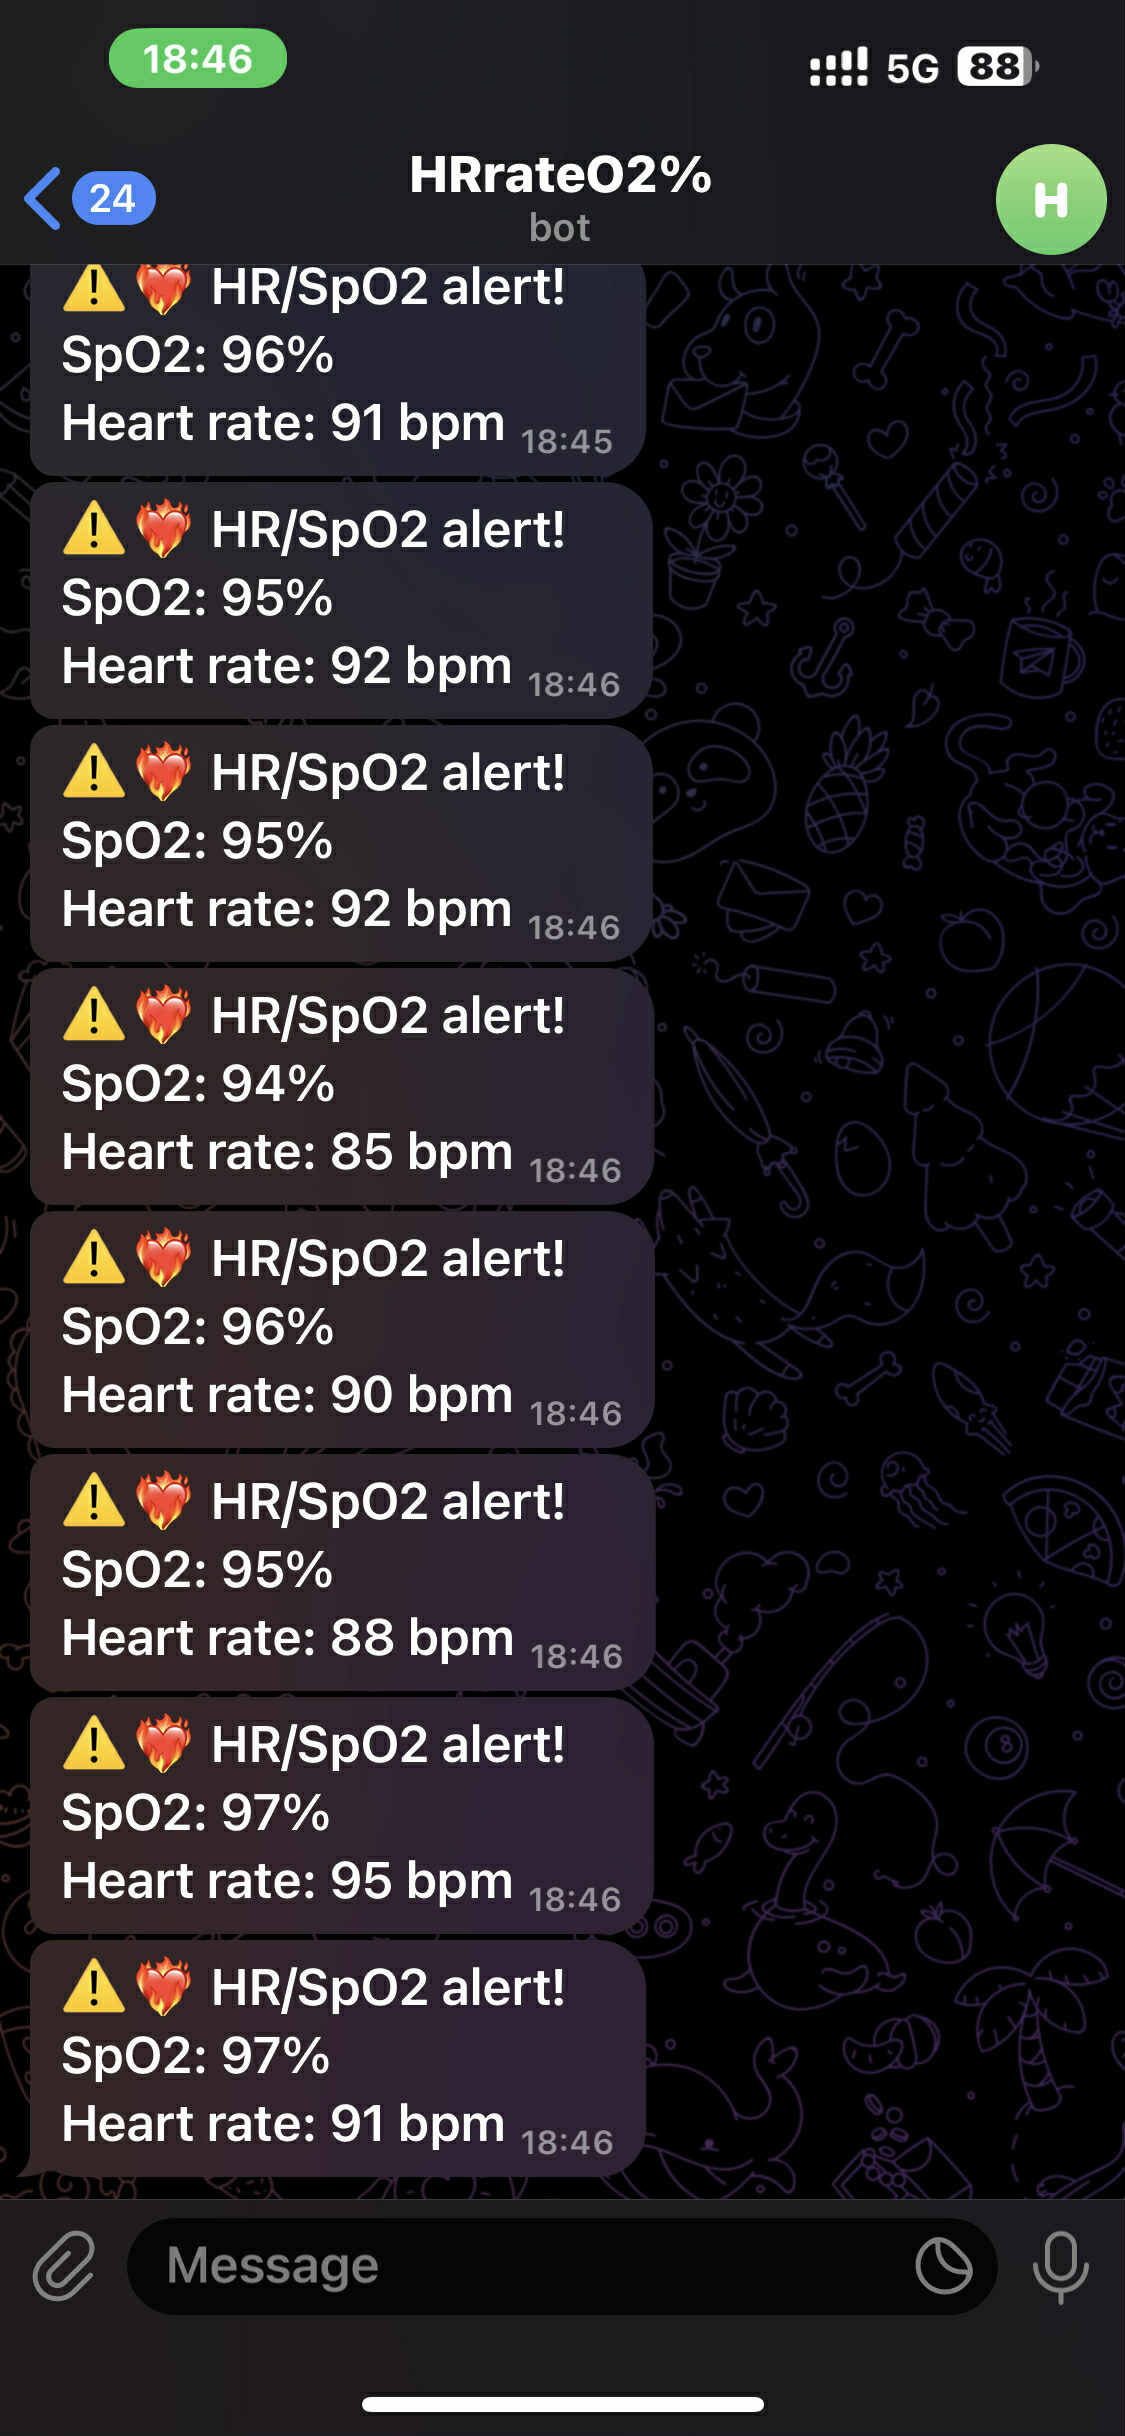 18:46
5G 88
24
HRrateO2%
bot
H
⚠️❤️‍🔥 HR/SpO2 alert!
SpO2: 96%
Heart rate: 91 bpm 18:45
⚠️❤️‍🔥 HR/SpO2 alert!
SpO2: 95%
Heart rate: 92 bpm 18:46
⚠️❤️‍🔥 HR/SpO2 alert!
SpO2: 95%
Heart rate: 92 bpm 18:46
⚠️❤️‍🔥 HR/SpO2 alert!
SpO2: 94%
Heart rate: 85 bpm 18:46
⚠️❤️‍🔥 HR/SpO2 alert!
SpO2: 96%
Heart rate: 90 bpm 18:46
⚠️❤️‍🔥 HR/SpO2 alert!
SpO2: 95%
Heart rate: 88 bpm 18:46
⚠️❤️‍🔥 HR/SpO2 alert!
SpO2: 97%
Heart rate: 95 bpm 18:46
⚠️❤️‍🔥 HR/SpO2 alert!
SpO2: 97%
Heart rate: 91 bpm 18:46
Message